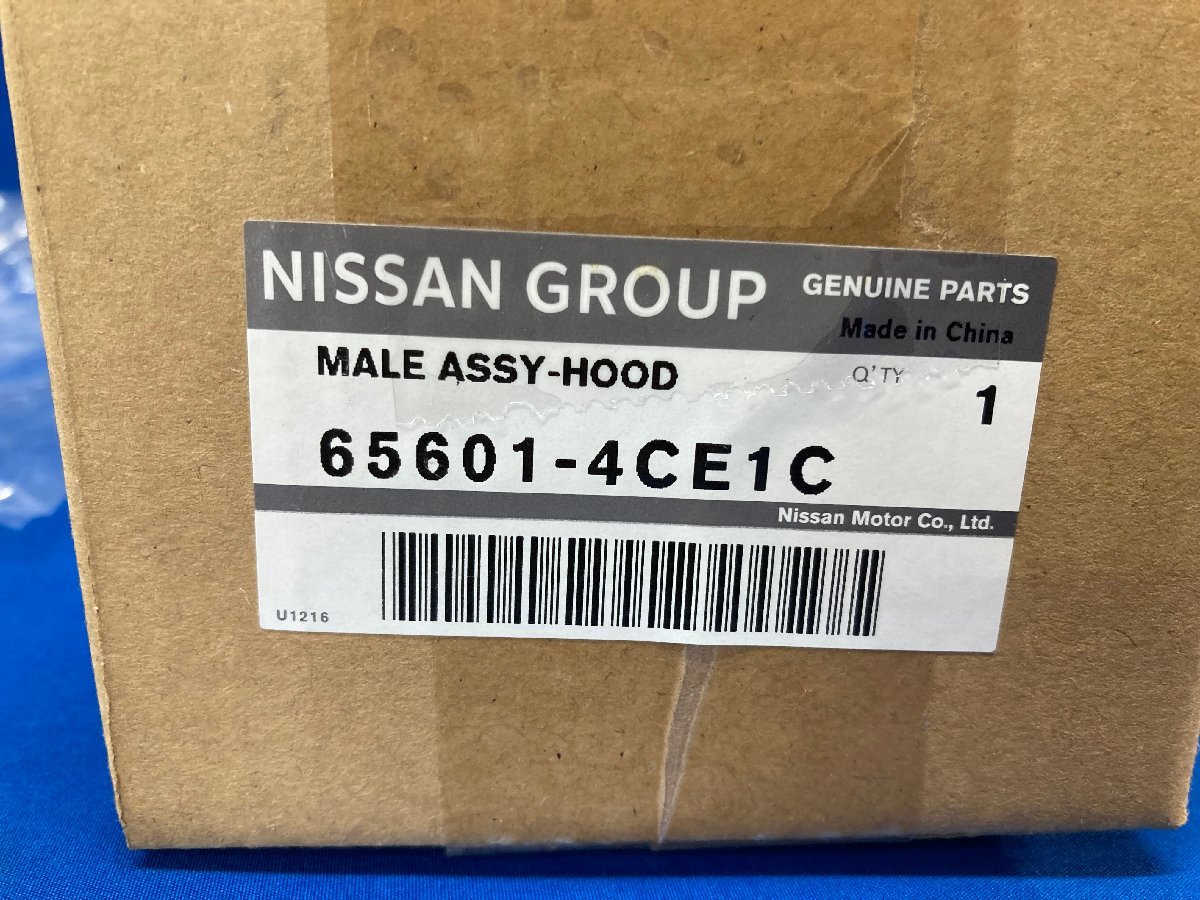 NISSAN GROUP GENUINE PARTS
Made in China
MALE ASSY-HOOD Q'TY
1
65601-4CE1C
Nissan Motor Co., Ltd.
U1216